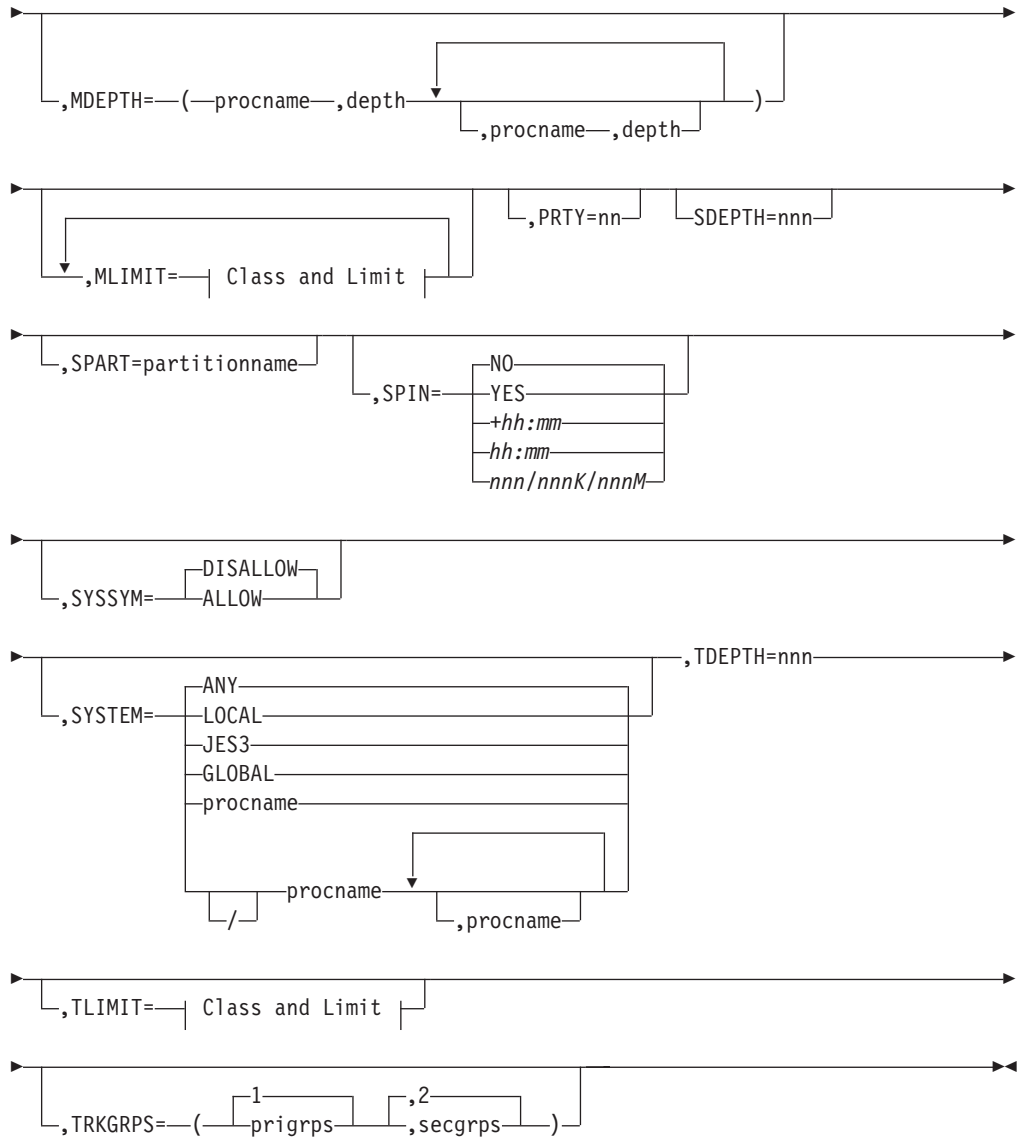 ,MDEPTH= ( procname ,depth )
,procname ,depth
,MLIMIT= Class and Limit
,PRTY=nn
SDEPTH=nnn
,SPART=partitionname
,SPIN=
NO
YES
+hh:mm
hh:mm
nnn/nnnK/nnnM
,SYSSYM=
DISALLOW
ALLOW
,SYSTEM=
ANY
LOCAL
JES3
GLOBAL
procname
/ procname
,procname
,TDEPTH=nnn
,TLIMIT= Class and Limit
1 ,2
,TRKGRPS= ( prigrps ,secgrps )